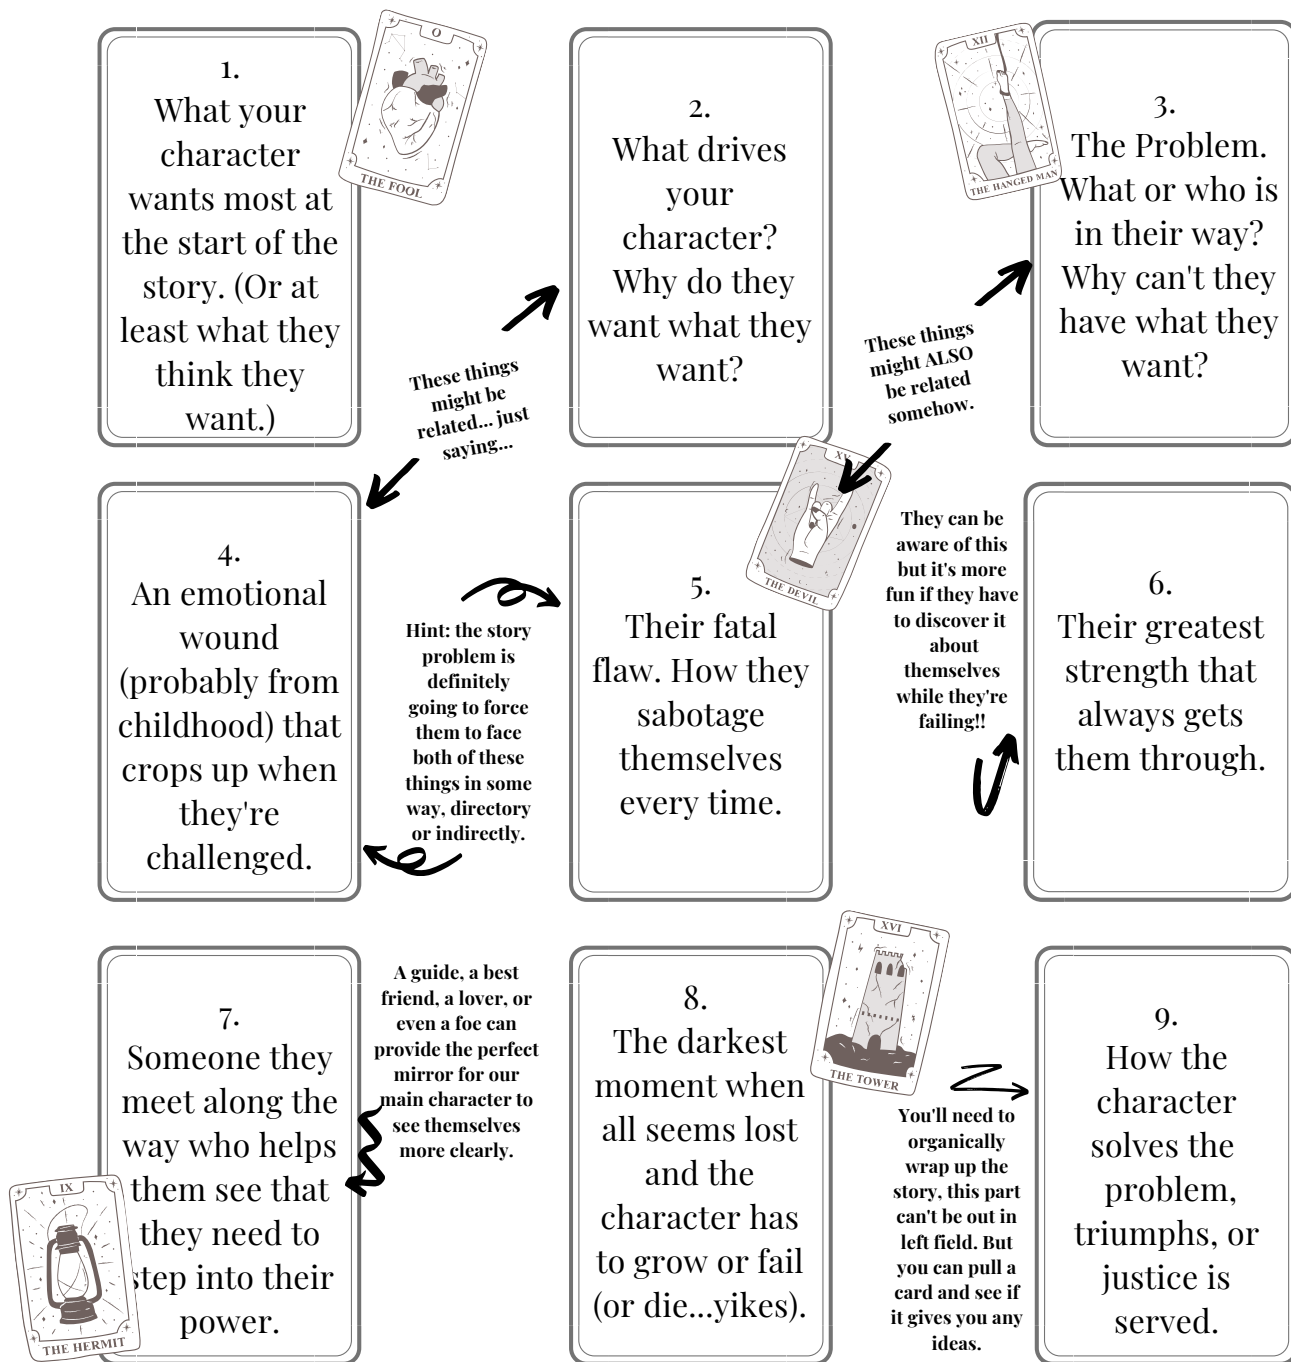 1.
What your
character
wants most at
the start of the
story. (Or at
least what they
think they
want.)
O
THE FOOL
2.
What drives
your
character?
Why do they
want what they
want?
XII
THE HANGED MAN
3.
The Problem.
What or who is
in their way?
Why can't they
have what they
want?
These things
might be
related... just
saying...
These things
might ALSO
be related
somehow.
4.
An emotional
wound
(probably from
childhood) that
crops up when
they're
challenged.
Hint: the story
problem is
definitely
going to force
them to face
both of these
things in some
way, directory
or indirectly.
XV
THE DEVIL
5.
Their fatal
flaw. How they
sabotage
themselves
every time.
They can be
aware of this
but it's more
fun if they have
to discover it
about
themselves
while they're
failing!!
6.
Their greatest
strength that
always gets
them through.
7.
Someone they
meet along the
way who helps
them see that
they need to
step into their
power.
IX
THE HERMIT
A guide, a best
friend, a lover, or
even a foe can
provide the perfect
mirror for our
main character to
see themselves
more clearly.
8.
The darkest
moment when
all seems lost
and the
character has
to grow or fail
(or die...yikes).
XVI
THE TOWER
You'll need to
organically
wrap up the
story, this part
can't be out in
left field. But
you can pull a
card and see if
it gives you any
ideas.
9.
How the
character
solves the
problem,
triumphs, or
justice is
served.